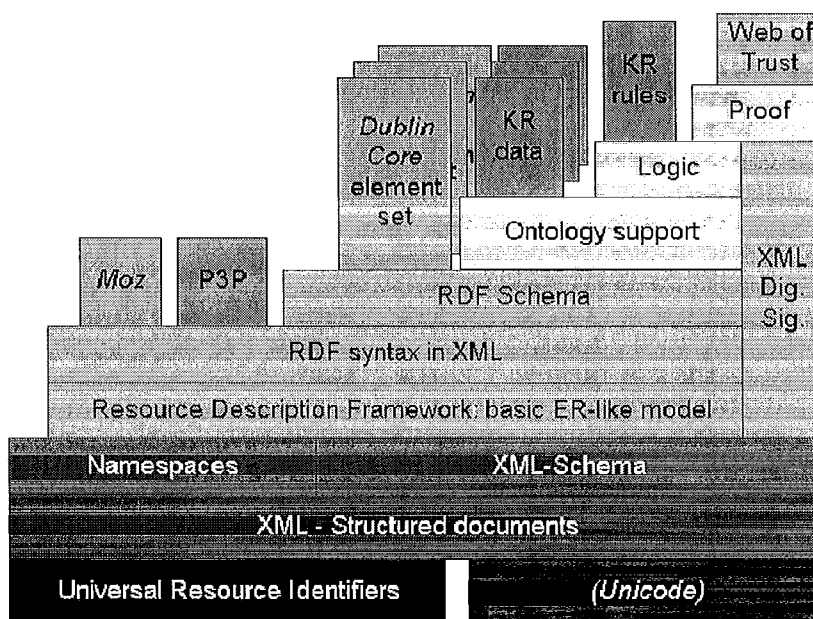 Web of
Trust
KR
rules
Proof
Dublin
Core
element
set
KR
data
Logic
Ontology support
XML
Dig.
Sig.
Moz
P3P
RDF Schema
RDF syntax in XML
Resource Description Framework: basic ER-like model
Namespaces
XML-Schema
XML - Structured documents
Universal Resource Identifiers
(Unicode)